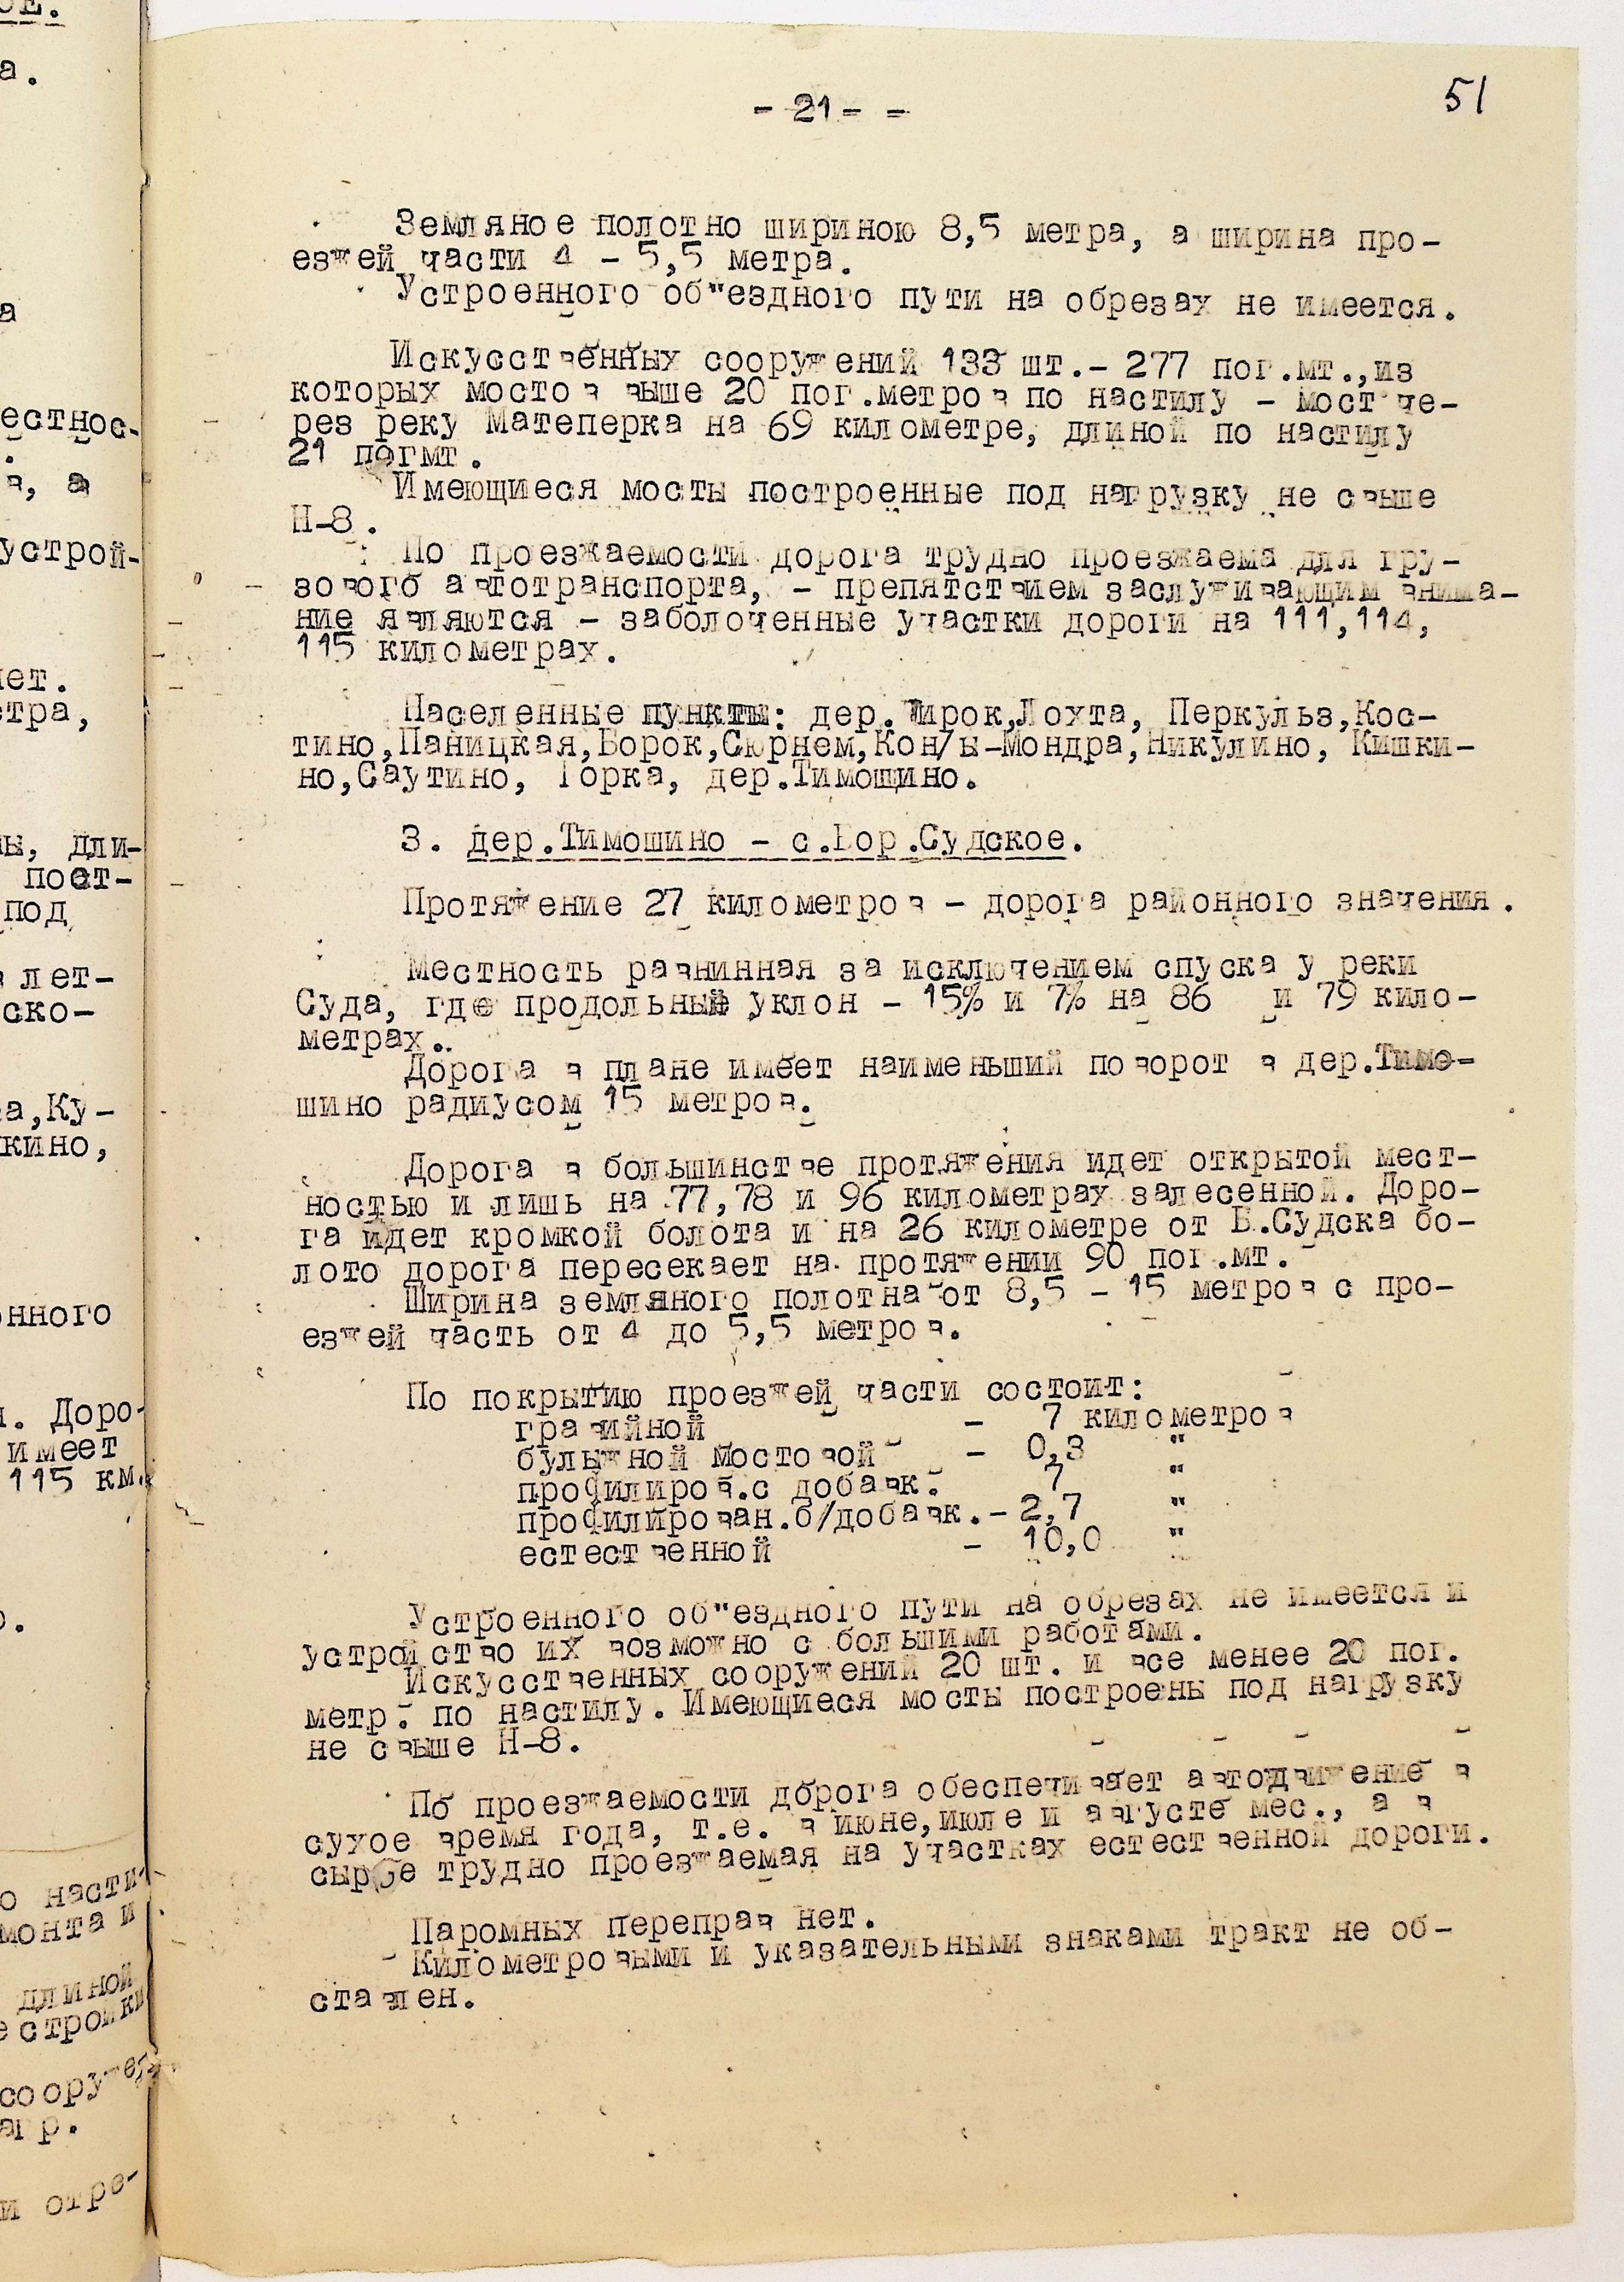 - 21 - -
51
Земляное полотно шириною 8,5 метра, а ширина про-
езжей части 4 - 5,5 метра.
Устроенного об"ездного пути на обрезах не имеется.
Искусственных сооружений 133 шт.- 277 пог.мт.,из
которых мостов выше 20 пог.метров по настилу - мост че-
рез реку Матеперка на 69 километре, длиной по настилу
21 погмт.
Имеющиеся мосты построенные под нагрузку не свыше
Н-8.
По проезжаемости дорога трудно проезжаема для гру-
зового автотранспорта, - препятствием заслуживающим внима-
ние являются - заболоченные участки дороги на 111,114,
115 километрах.
Населенные пункты: дер. Тирок,Лохта, Перкульз,Кос-
тино,Паницкая,Борок,Сюрнем,Кон/ы-Мондра,Никулино, Кишки-
но,Саутино, Горка, дер.Тимошино.
3. дер.Тимошино - с.Бор.Судское.
Протяжение 27 километров - дорога районного значения.
Местность равнинная за исключением спуска у реки
Суда, где продольный уклон - 15% и 7% на 86 и 79 кило-
метрах..
Дорога в плане имеет наименьший поворот в дер.Тимо-
шино радиусом 15 метров.
Дорога в большинстве протяжения идет открытой мест-
ностью и лишь на 77,78 и 96 километрах залесенной. Доро-
га идет кромкой болота и на 26 километре от Б.Судска бо-
лото дорога пересекает на протяжении 90 пог.мт.
Ширина земляного полотна от 8,5 - 15 метров с про-
езжей часть от 4 до 5,5 метров.
По покрытию проезжей части состоит:
гравийной - 7 километров
булыжной мостовой - 0,3 "
профилиров.с добавк. 7 "
профилирован.б/добавк.- 2,7 "
естественной - 10,0 "
Устроенного об"ездного пути на обрезах не имеется и
устройство их возможно с большими работами.
Искусственных сооружений 20 шт. и все менее 20 пог.
метр. по настилу. Имеющиеся мосты построены под нагрузку
не свыше Н-8.
По проезжаемости дорога обеспечивает автодвижение в
сухое время года, т.е. в июне,июле и августе мес., а в
сырое трудно проезжаемая на участках естественной дороги.
Паромных переправ нет.
Километровыми и указательными знаками тракт не об-
ставлен.